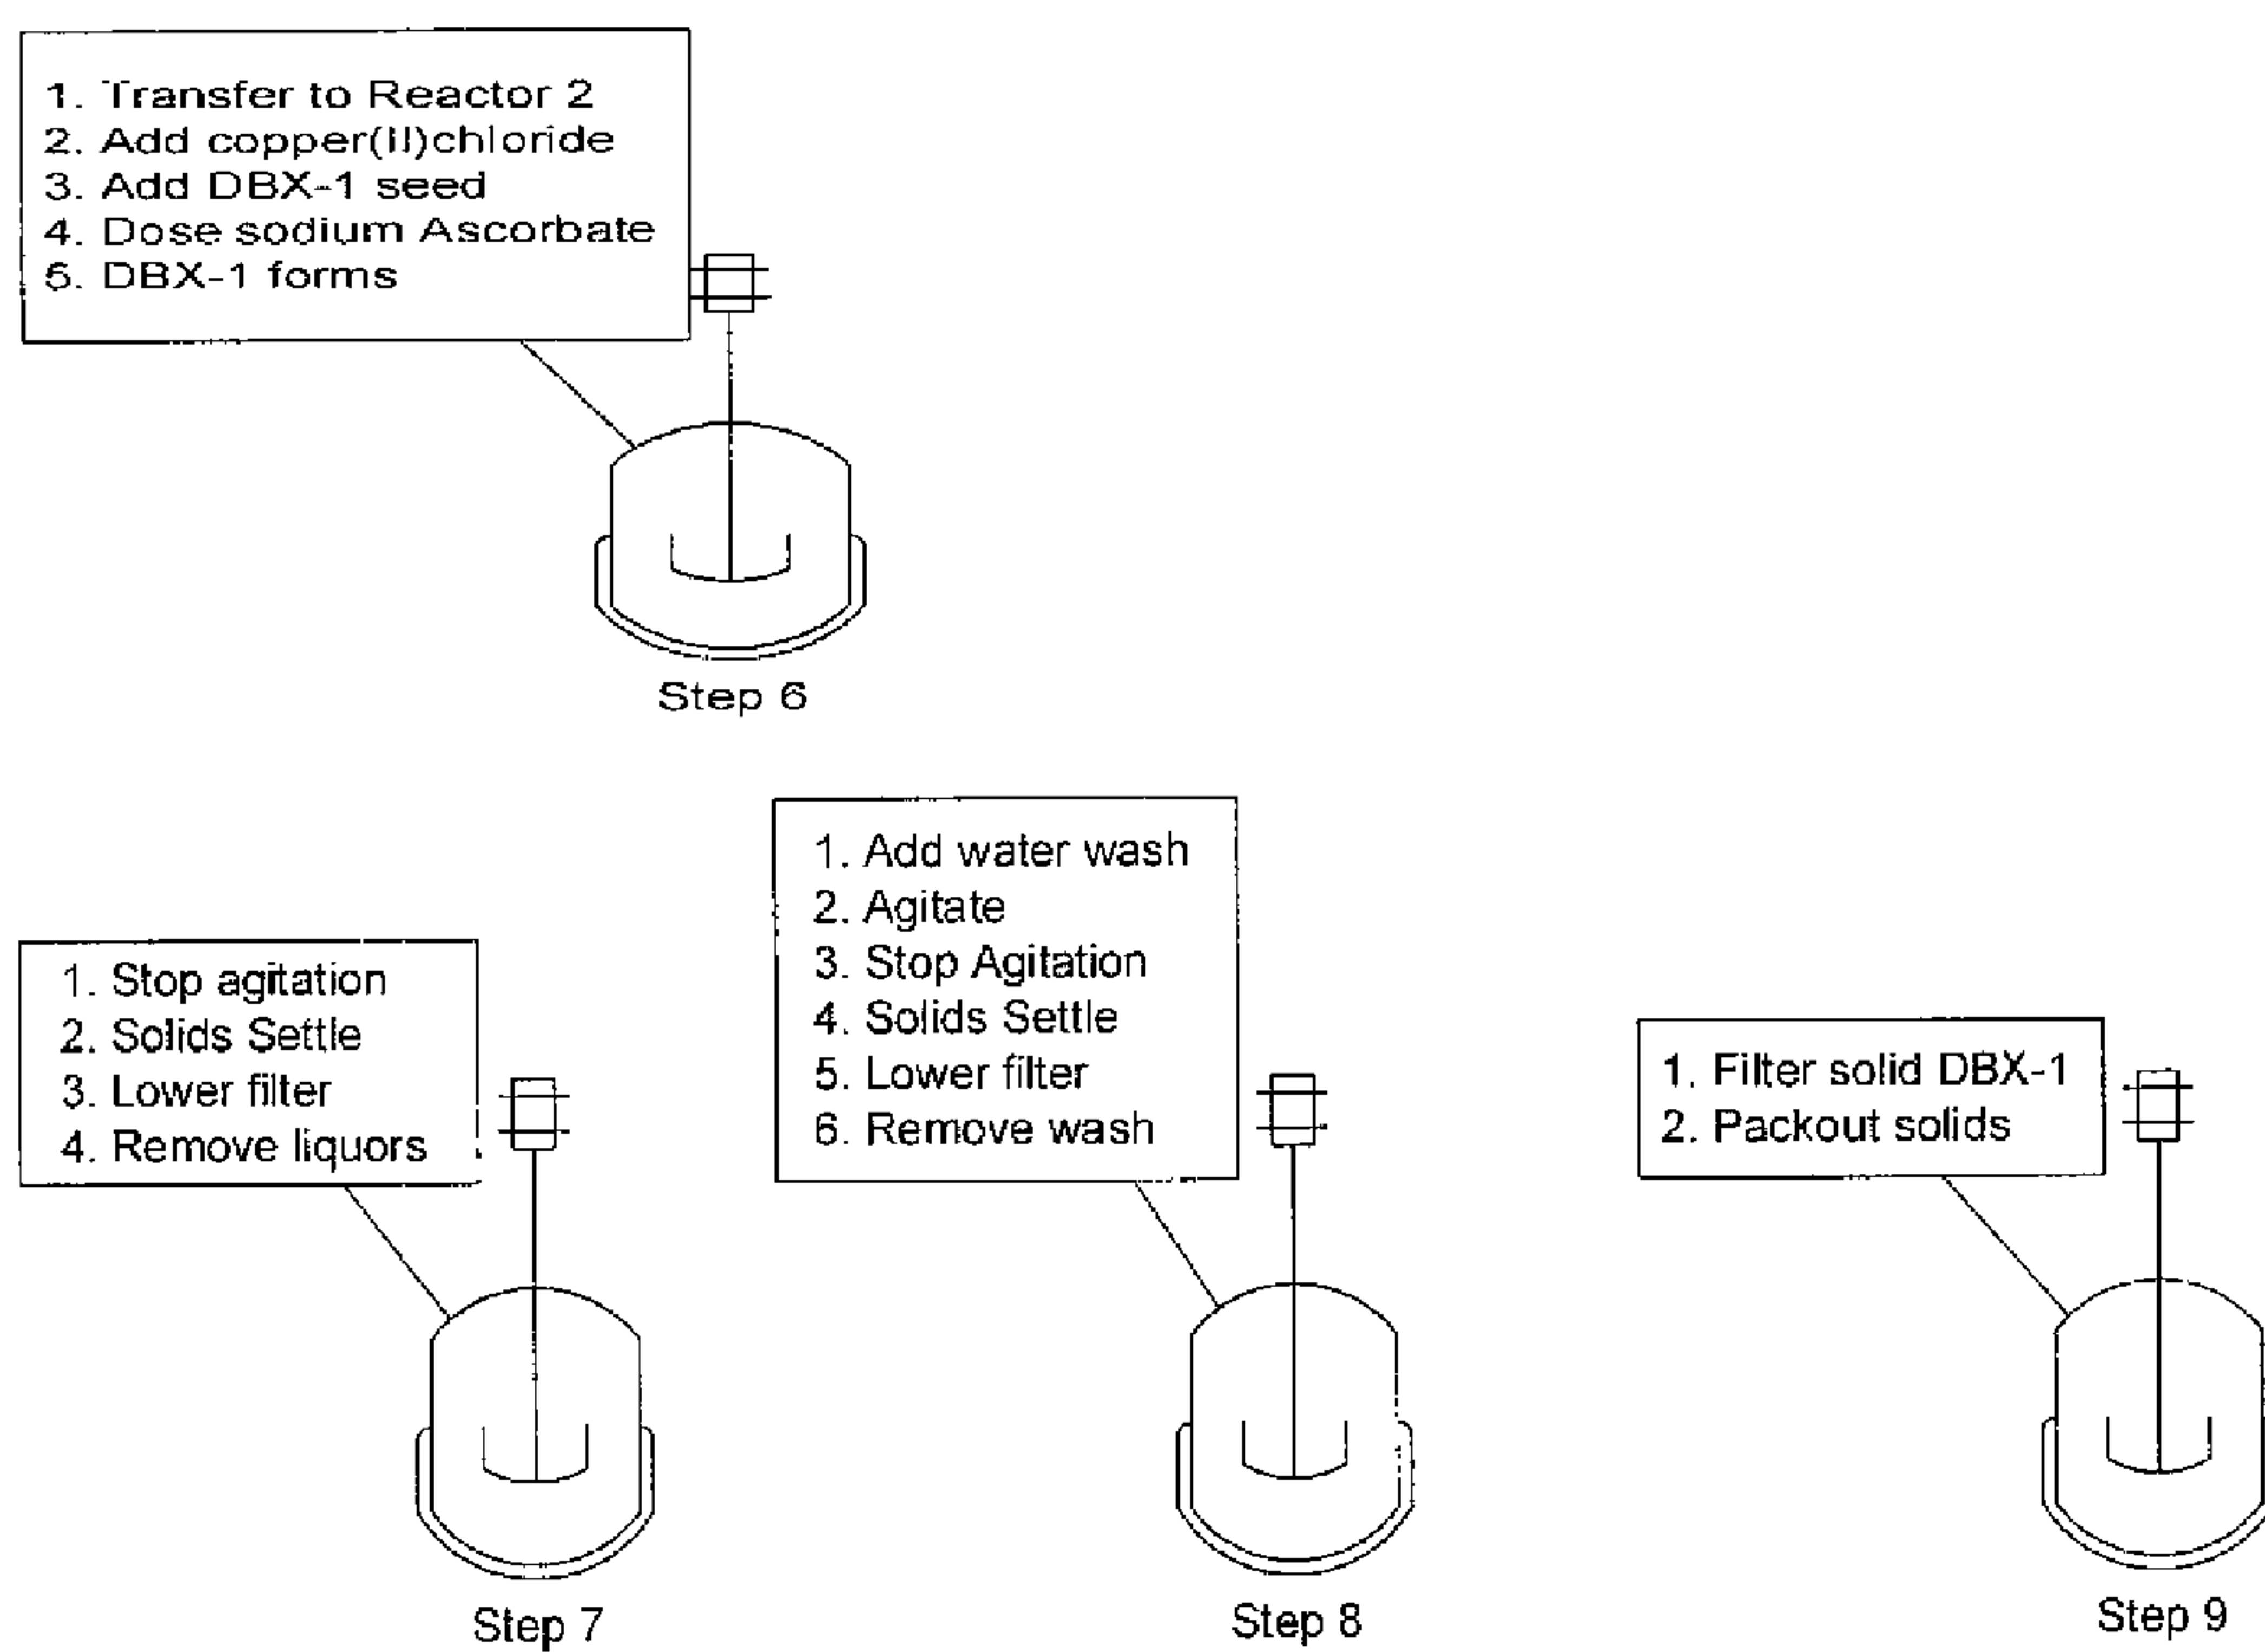 1. Transfer to Reactor 2
2. Add copper(II)chloride
3. Add DBX-1 seed
4. Dose sodium Ascorbate
5. DBX-1 forms
Step 6
1. Stop agitation
2. Solids Settle
3. Lower filter
4. Remove liquors
Step 7
1. Add water wash
2. Agitate
3. Stop Agitation
4. Solids Settle
5. Lower filter
6. Remove wash
Step 8
1. Filter solid DBX-1
2. Packout solids
Step 9